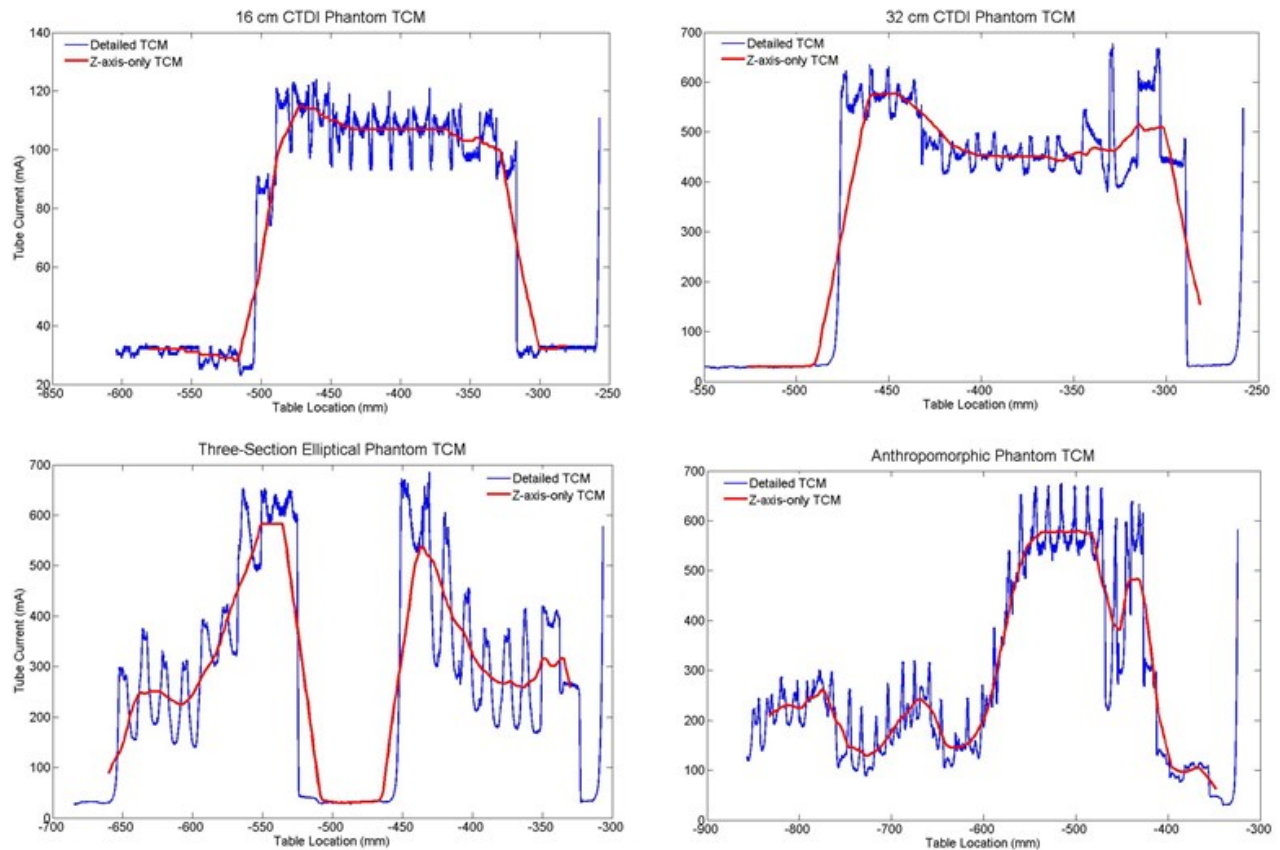 16 cm CTDI Phantom TCM
140
120
100
80
60
40
20
Tube Current (mA)
Detailed TCM
Z-axis-only TCM
-650 -600 -550 -500 -450 -400 -350 -300 -250
Table Location (mm)
32 cm CTDI Phantom TCM
700
600
500
400
300
200
100
0
Detailed TCM
Z-axis-only TCM
-550 -500 -450 -400 -350 -300 -250
Table Location (mm)
Three-Section Elliptical Phantom TCM
700
600
500
400
300
200
100
0
Tube Current (mA)
Detailed TCM
Z-axis-only TCM
-700 -650 -600 -550 -500 -450 -400 -350 -300
Table Location (mm)
Anthropomorphic Phantom TCM
700
600
500
400
300
200
100
0
Detailed TCM
Z-axis-only TCM
-900 -800 -700 -600 -500 -400 -300
Table Location (mm)